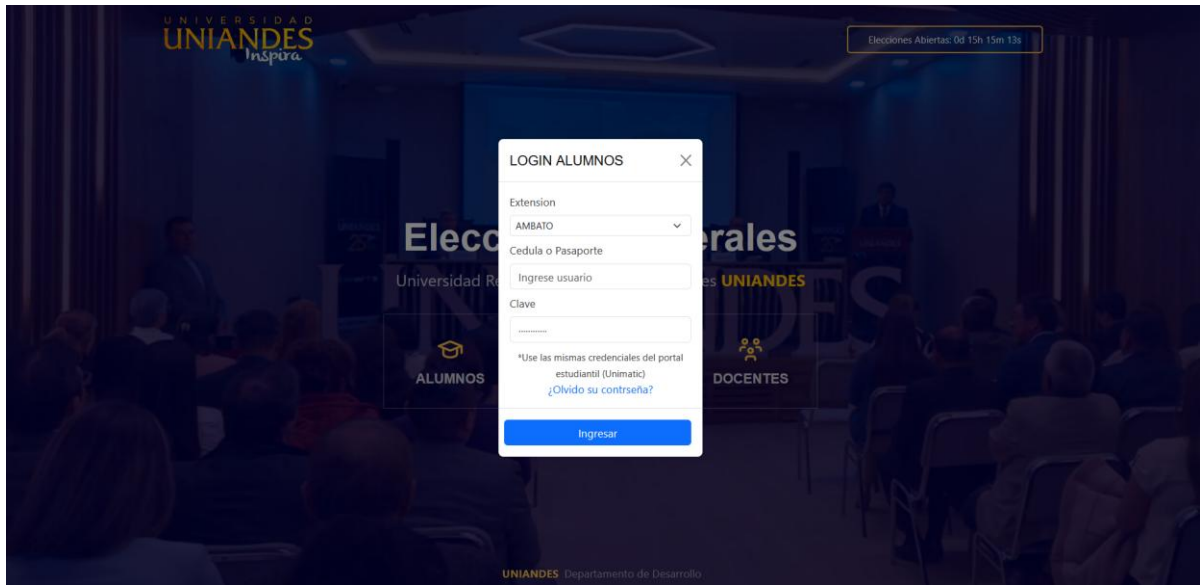 UNIVERSIDAD
UNIANDES
Inspira
Elecciones Abiertas: 0d 15h 15m 13s
LOGIN ALUMNOS
Extension
AMBATO
Elecc
erales
Cedula o Pasaporte
Universidad Re
es UNIANDES
Ingrese usuario
Clave
............
*Use las mismas credenciales del portal
estudiantil (Unimatic)
¿Olvido su contrseña?
ALUMNOS
DOCENTES
Ingresar
UNIANDES Departamento de Desarrollo